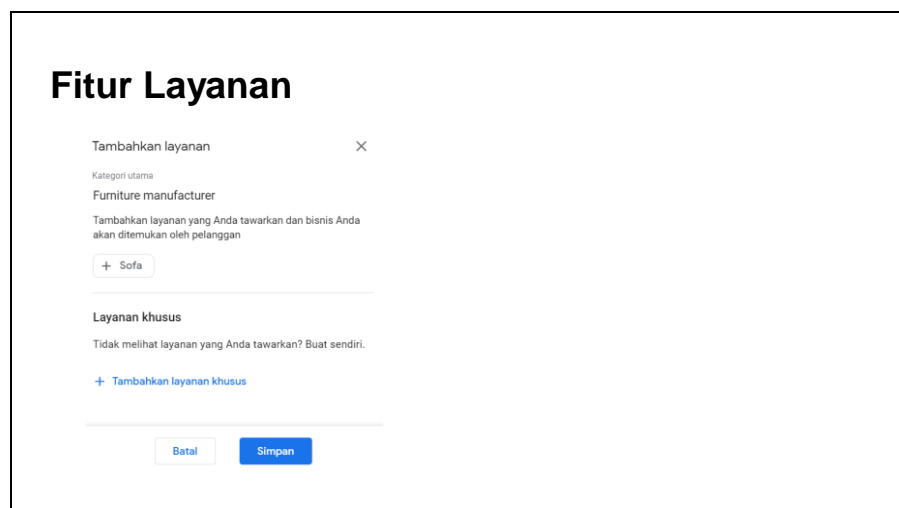 Fitur Layanan
Tambahkan layanan
Kategori utama
Furniture manufacturer
Tambahkan layanan yang Anda tawarkan dan bisnis Anda
akan ditemukan oleh pelanggan
+ Sofa
Layanan khusus
Tidak melihat layanan yang Anda tawarkan? Buat sendiri.
+ Tambahkan layanan khusus
Batal Simpan